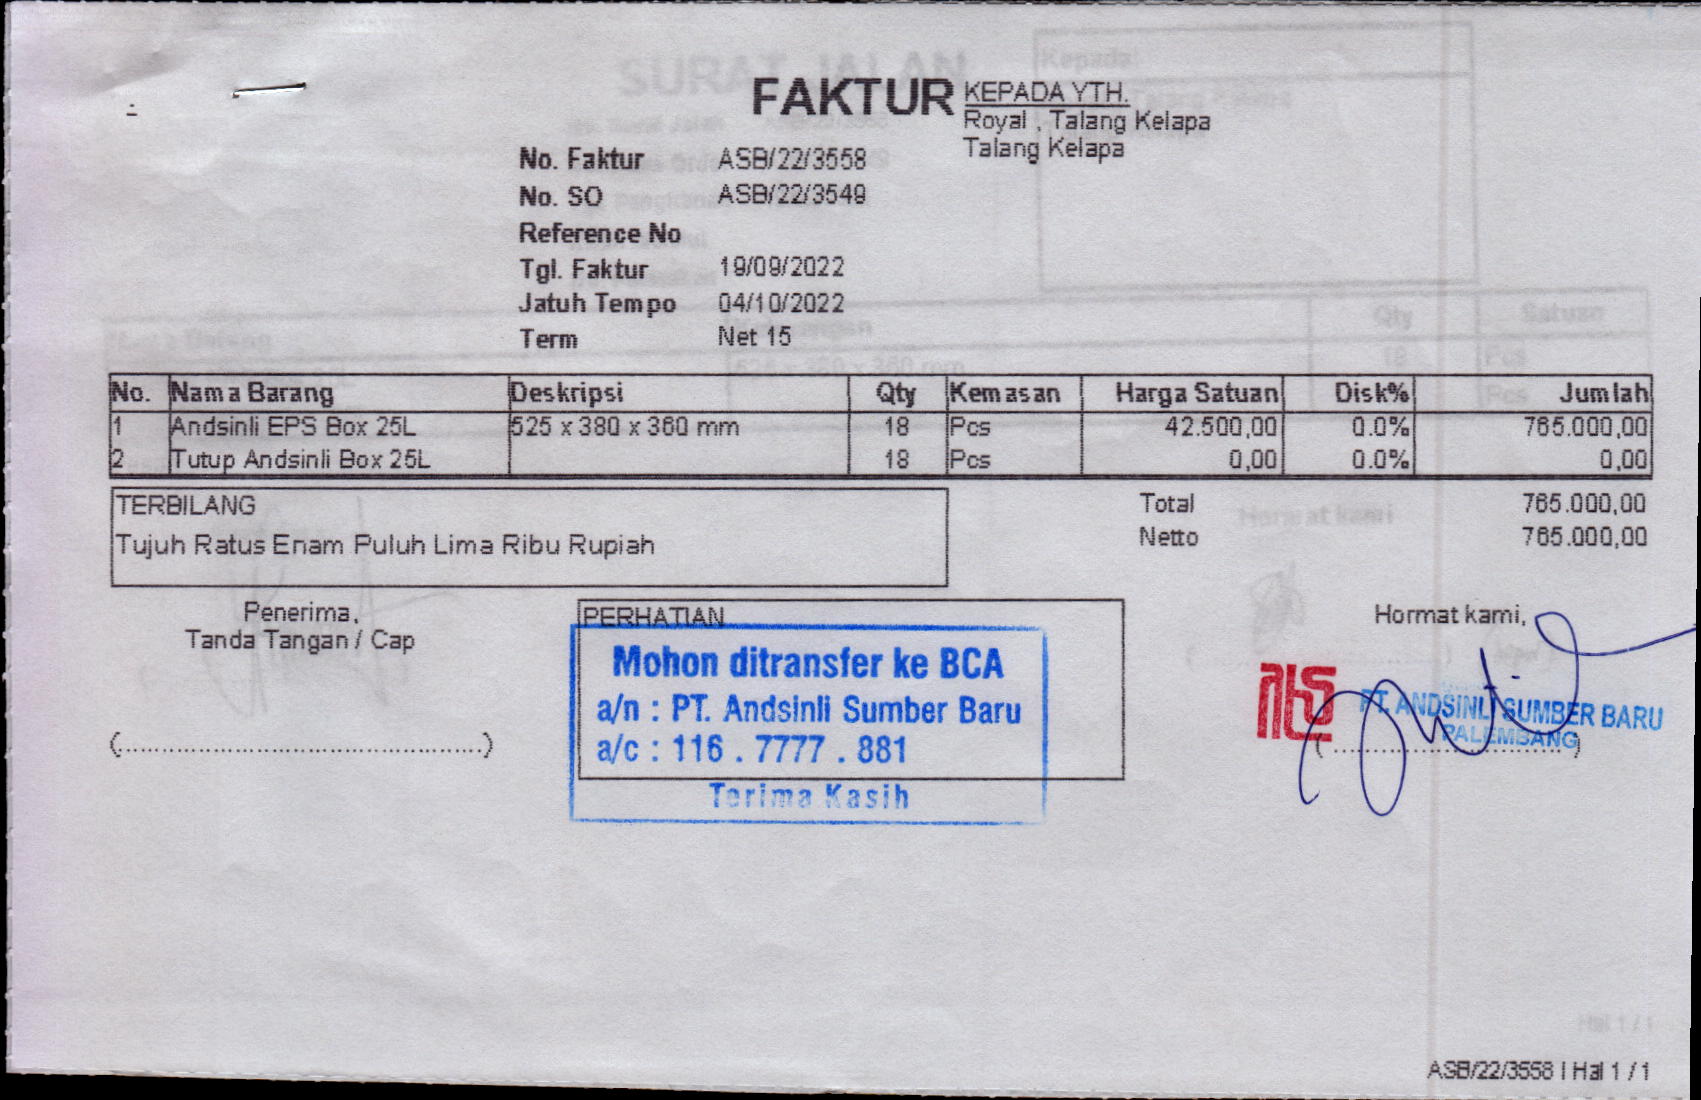 FAKTUR
KEPADA YTH.
Royal , Talang Kelapa
Talang Kelapa
No. Faktur ASB/22/3558
No. SO ASB/22/3549
Reference No
Tgl. Faktur 19/09/2022
Jatuh Tempo 04/10/2022
Term Net 15
No. Nama Barang Deskripsi Qty Kemasan Harga Satuan Disk% Jumlah
1 Andsinli EPS Box 25L 525 x 380 x 360 mm 18 Pcs 42.500,00 0.0% 765.000,00
2 Tutup Andsinli Box 25L 18 Pcs 0,00 0.0% 0,00
TERBILANG
Tujuh Ratus Enam Puluh Lima Ribu Rupiah
Total 765.000,00
Netto 765.000,00
Penerima,
Tanda Tangan / Cap
(..........................................)
PERHATIAN
Mohon ditransfer ke BCA
a/n : PT. Andsinli Sumber Baru
a/c : 116 . 7777 . 881
Terima Kasih
Hormat kami,
PT. ANDSINLI SUMBER BARU
PALEMBANG
ASB/22/3558 | Hal 1 / 1